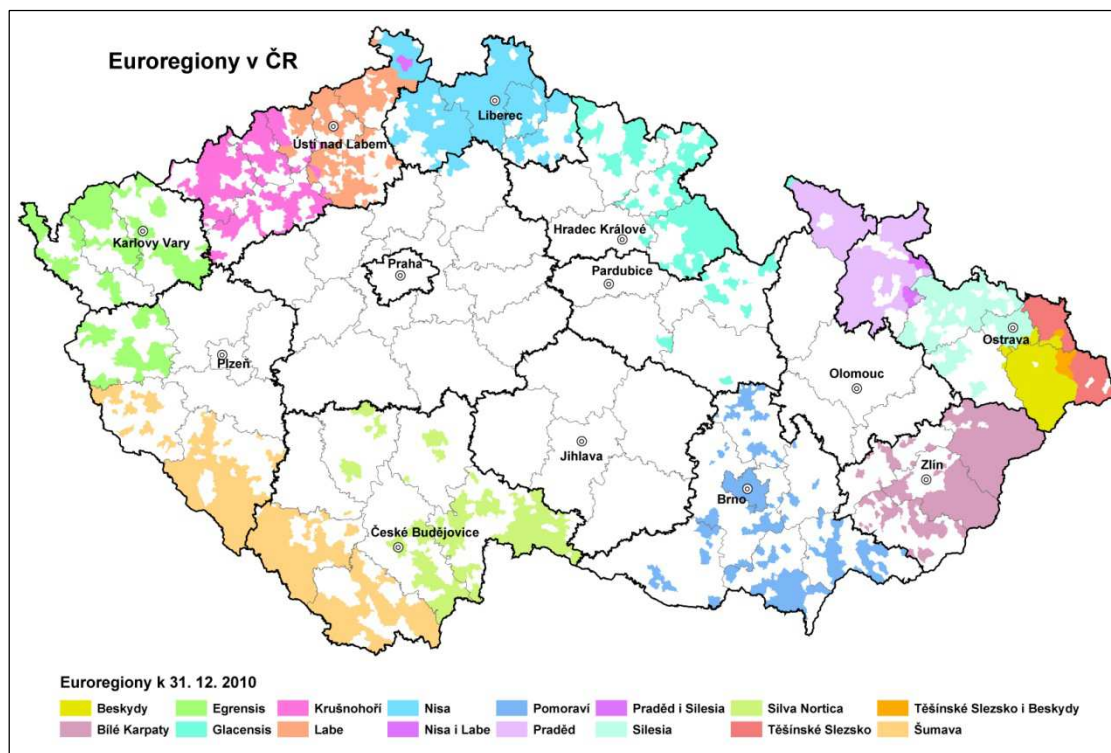 Euroregiony v ČR
Liberec
Ústí nad Labem
Karlovy Vary
Hradec Králové
Praha
Pardubice
Plzeň
Ostrava
Olomouc
Jihlava
Zlín
Brno
České Budějovice
Euroregiony k 31. 12. 2010
Beskydy Egrensis Krušnohoří Nisa Pomoraví Praděd i Silesia Silva Nortica Těšínské Slezsko i Beskydy
Bílé Karpaty Glacensis Labe Nisa i Labe Praděd Silesia Těšínské Slezsko Šumava